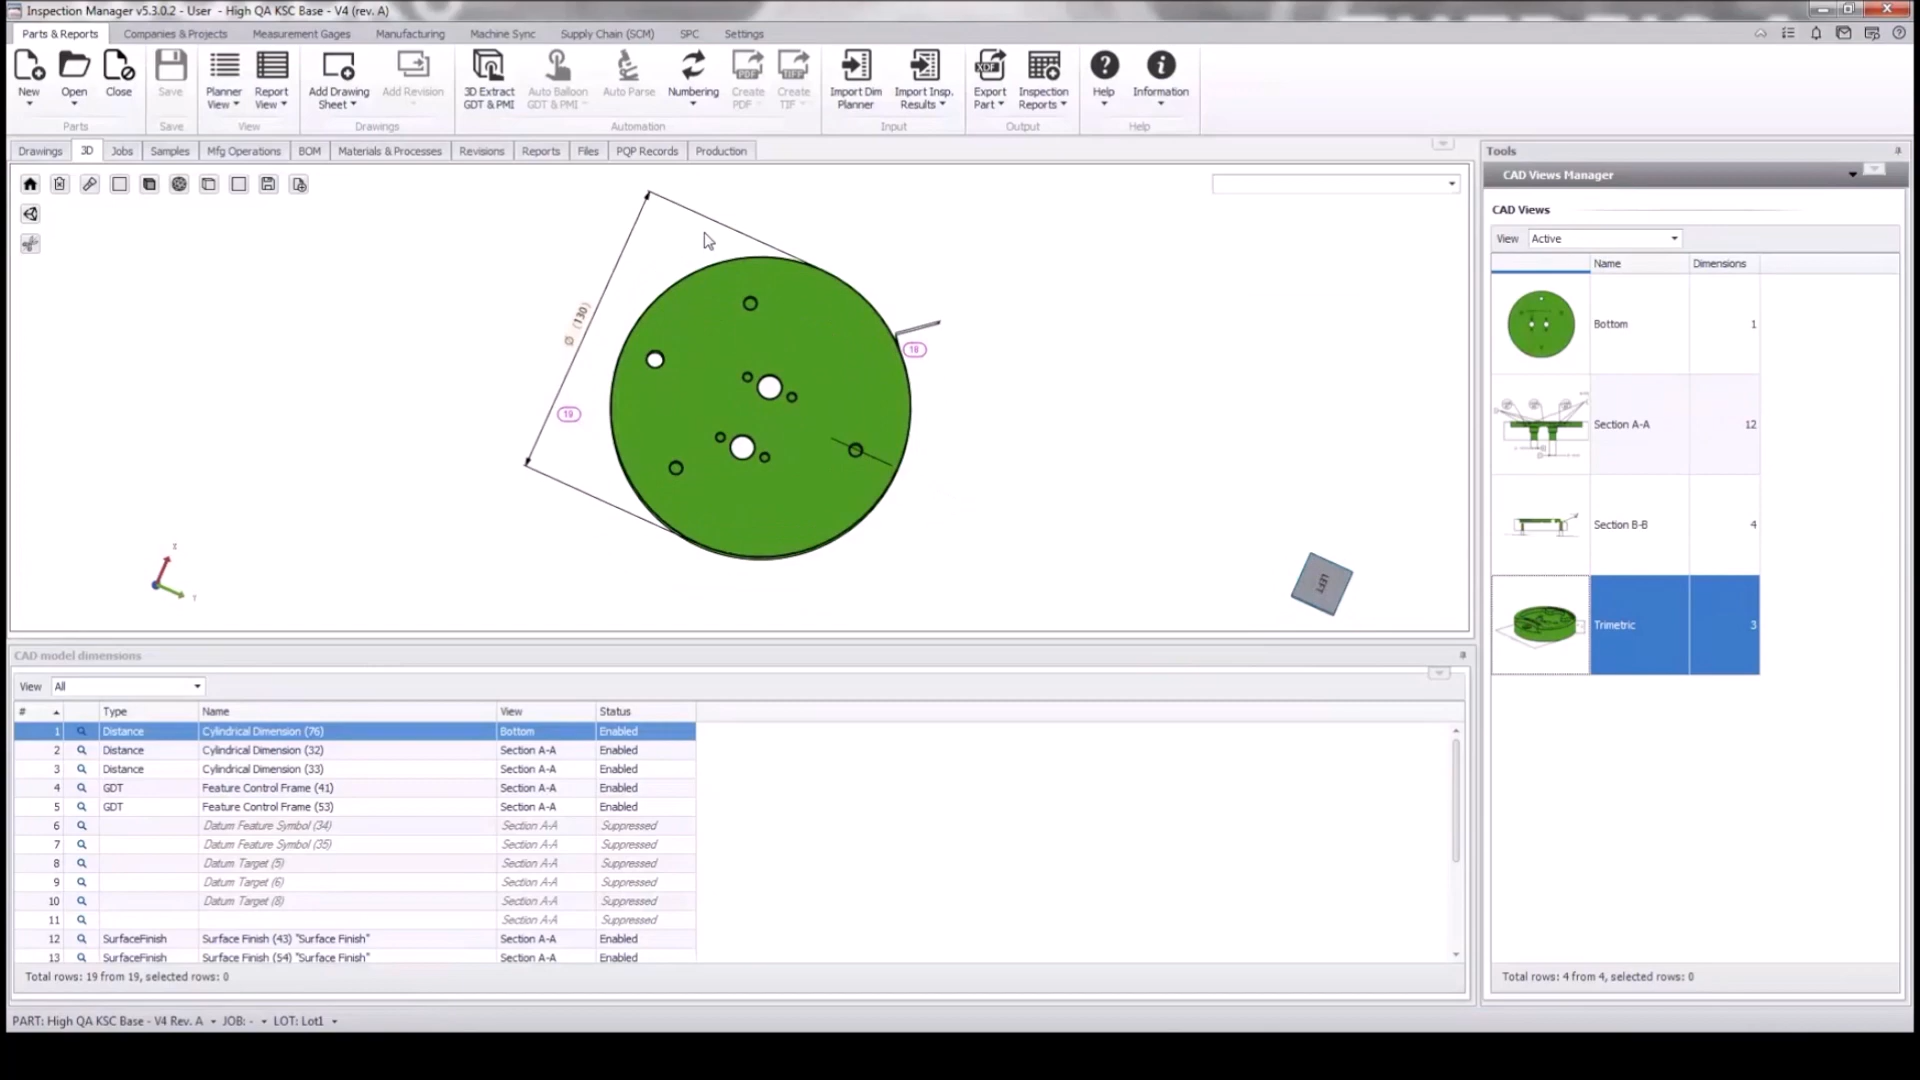 Inspection Manager v5.3.0.2 - User - High QA KSC Base - V4 (rev. A)
Parts & Reports Companies & Projects Measurement Gages Manufacturing Machine Sync Supply Chain (SCM) SPC Settings
New Open Close Save Planner View Report View Add Drawing Sheet Add Revision 3D Extract GDT & PMI Auto Balloon GDT & PMI Auto Parse Numbering Create PDF Create TIF Import Dim Planner Import Insp. Results Export Part Inspection Reports Help Information
Parts Save View Drawings Automation Input Output Help
Drawings 3D Jobs Samples Mfg Operations BOM Materials & Processes Revisions Reports Files PQP Records Production
Ø (130)
18
19
X
Y
LEFT
Tools
CAD Views Manager
CAD Views
View Active
Name Dimensions
Bottom 1
Section A-A 12
Section B-B 4
Trimetric 3
Total rows: 4 from 4, selected rows: 0
CAD model dimensions
View All
# Type Name View Status
1 Distance Cylindrical Dimension (76) Bottom Enabled
2 Distance Cylindrical Dimension (32) Section A-A Enabled
3 Distance Cylindrical Dimension (33) Section A-A Enabled
4 GDT Feature Control Frame (41) Section A-A Enabled
5 GDT Feature Control Frame (53) Section A-A Enabled
6 Datum Feature Symbol (34) Section A-A Suppressed
7 Datum Feature Symbol (35) Section A-A Suppressed
8 Datum Target (5) Section A-A Suppressed
9 Datum Target (6) Section A-A Suppressed
10 Datum Target (8) Section A-A Suppressed
11 Section A-A Suppressed
12 SurfaceFinish Surface Finish (43) "Surface Finish" Section A-A Enabled
13 SurfaceFinish Surface Finish (54) "Surface Finish" Section A-A Enabled
Total rows: 19 from 19, selected rows: 0
PART: High QA KSC Base - V4 Rev. A JOB: - LOT: Lot1